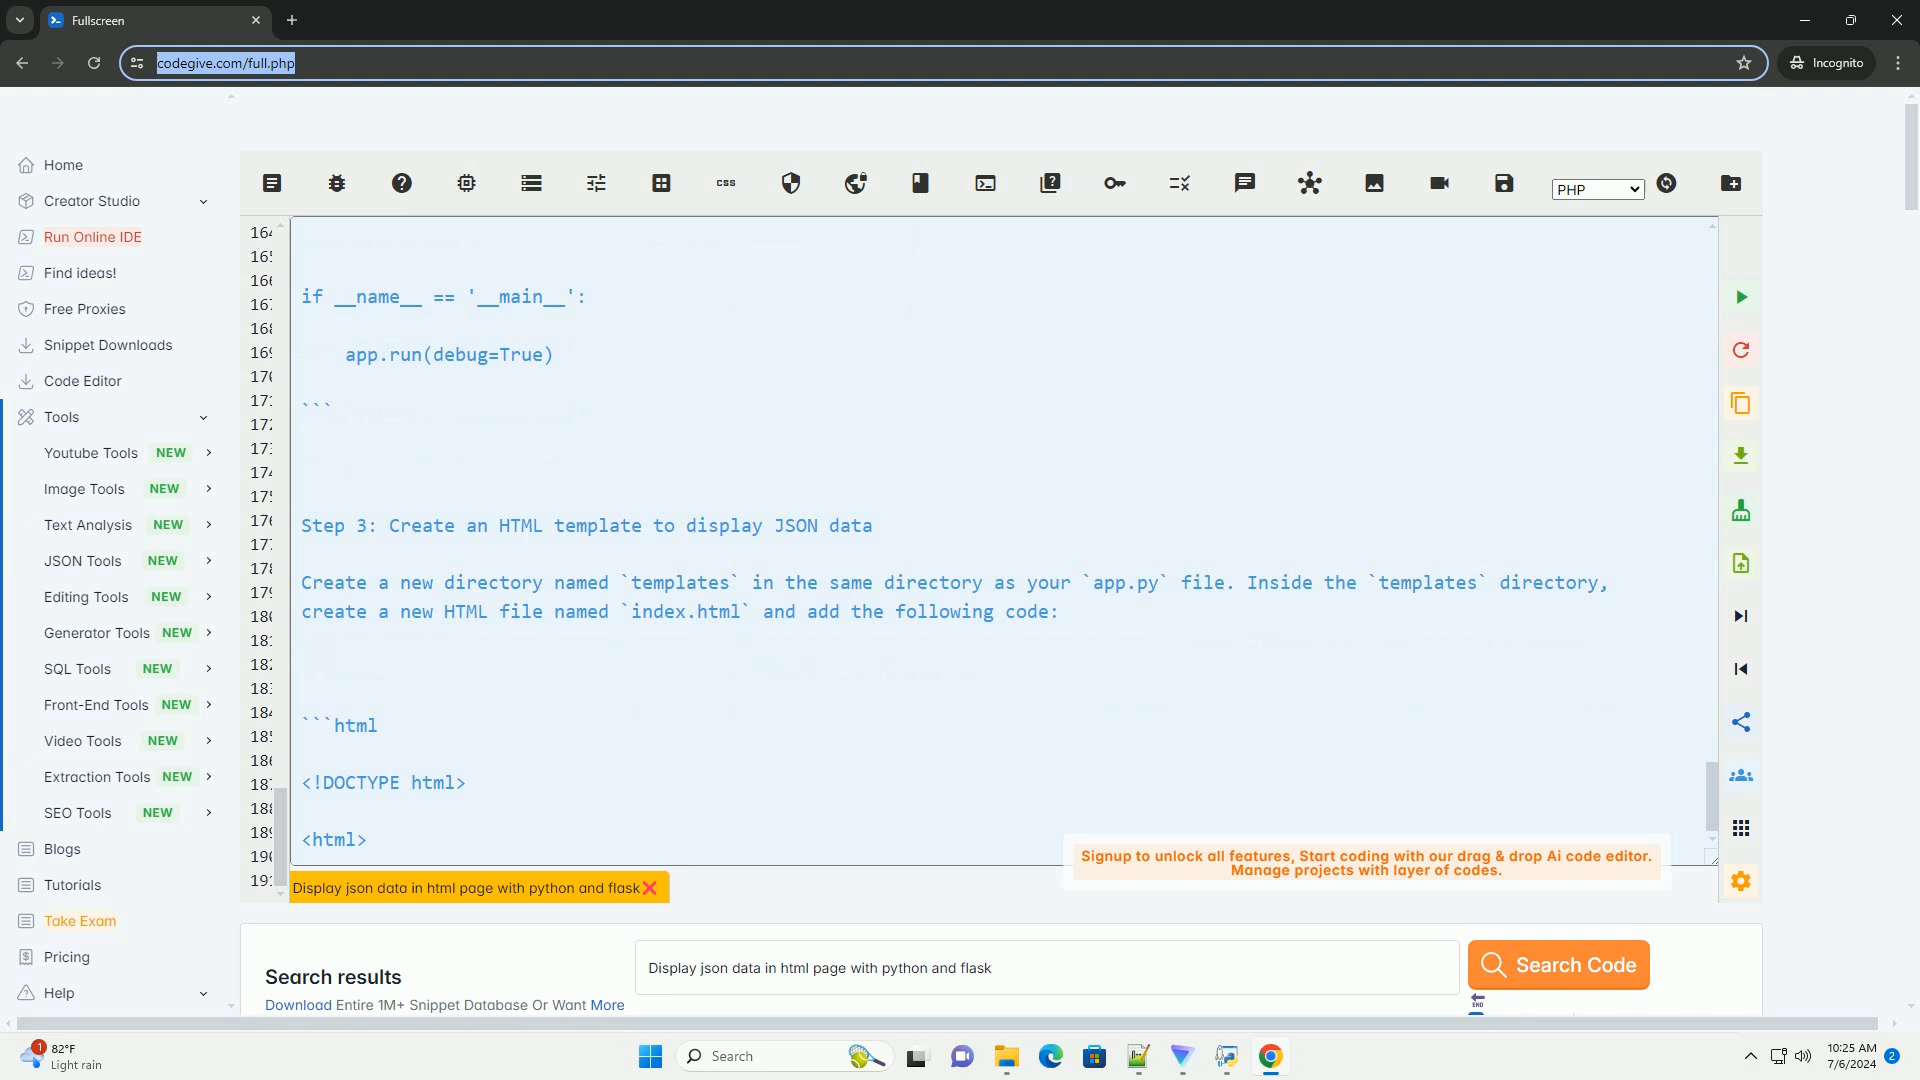 Fullscreen
codegive.com/full.php
Incognito
Home
Creator Studio
Run Online IDE
Find ideas!
Free Proxies
Snippet Downloads
Code Editor
Tools
Youtube Tools NEW
Image Tools NEW
Text Analysis NEW
JSON Tools NEW
Editing Tools NEW
Generator Tools NEW
SQL Tools NEW
Front-End Tools NEW
Video Tools NEW
Extraction Tools NEW
SEO Tools NEW
Blogs
Tutorials
Take Exam
Pricing
Help
css
PHP
if __name__ == '__main__':
app.run(debug=True)
```
Step 3: Create an HTML template to display JSON data
Create a new directory named `templates` in the same directory as your `app.py` file. Inside the `templates` directory,
create a new HTML file named `index.html` and add the following code:
```html
<!DOCTYPE html>
<html>
Signup to unlock all features, Start coding with our drag & drop Ai code editor.
Manage projects with layer of codes.
Display json data in html page with python and flask
Search results
Download Entire 1M+ Snippet Database Or Want More
Display json data in html page with python and flask
Search Code
END
1
82°F
Light rain
Search
10:25 AM
7/6/2024
2